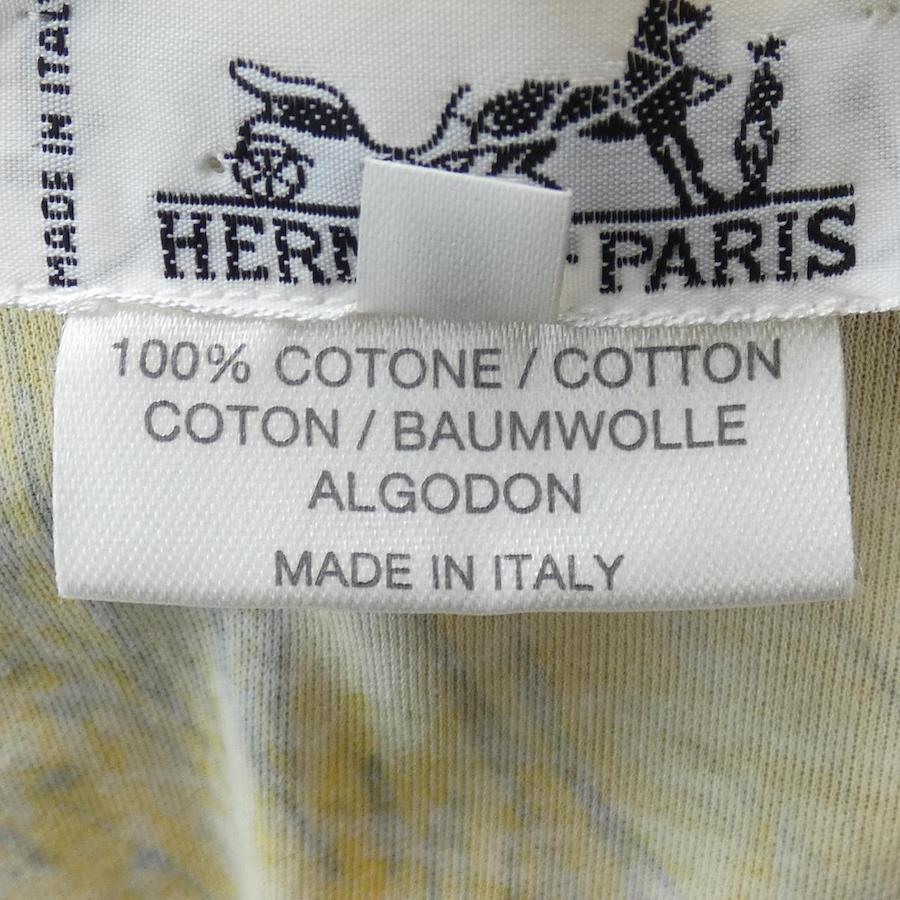 MADE IN ITAL
HERM
·PARIS
100% COTONE / COTTON
COTON / BAUMWOLLE
ALGODON
MADE IN ITALY